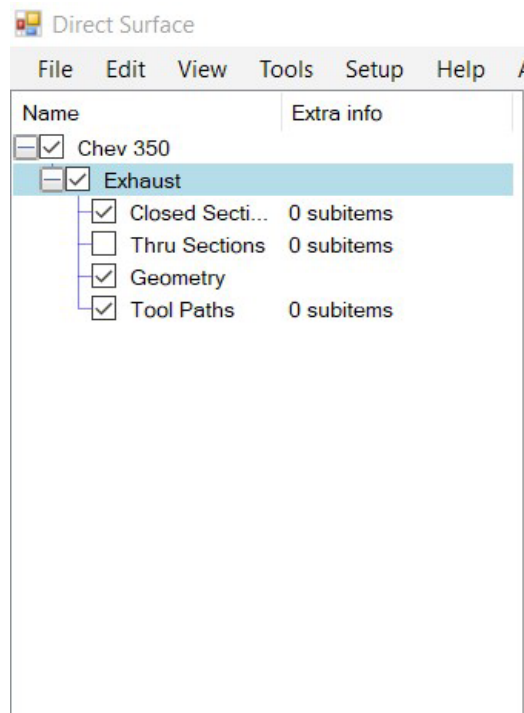 Direct Surface
File Edit View Tools Setup Help
Name Extra info
Chev 350
Exhaust
Closed Secti... 0 subitems
Thru Sections 0 subitems
Geometry
Tool Paths 0 subitems